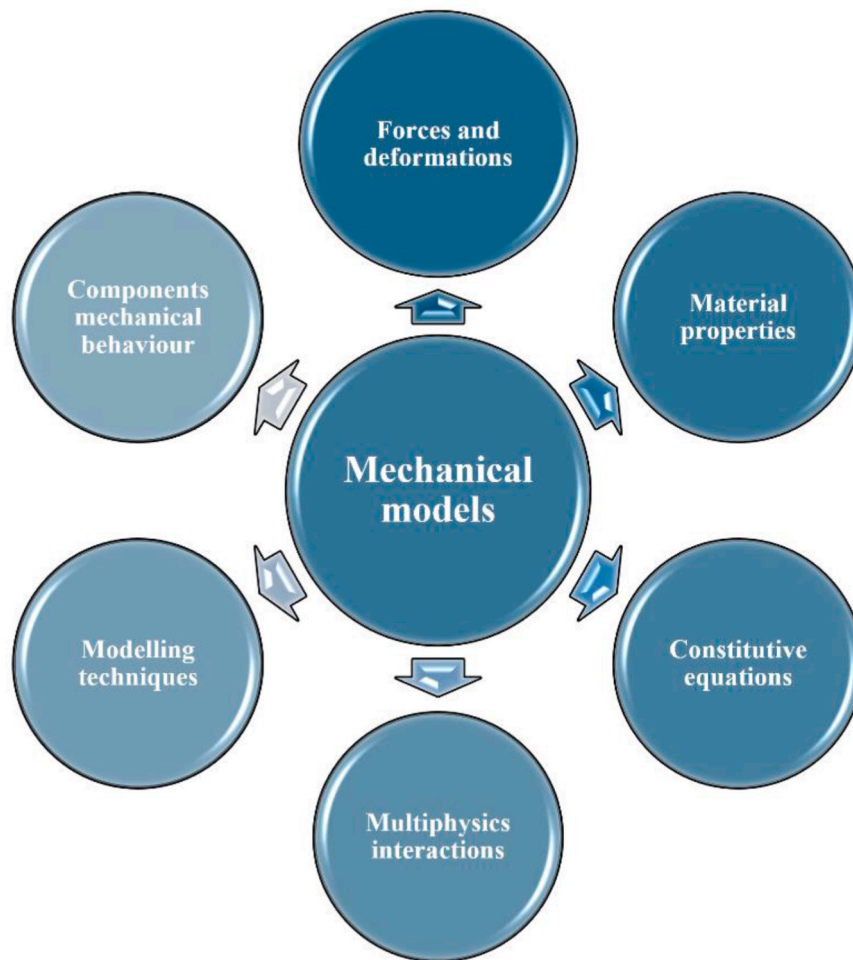 Forces and
deformations
Components
mechanical
behaviour
Material
properties
Mechanical
models
Modelling
techniques
Constitutive
equations
Multiphysics
interactions